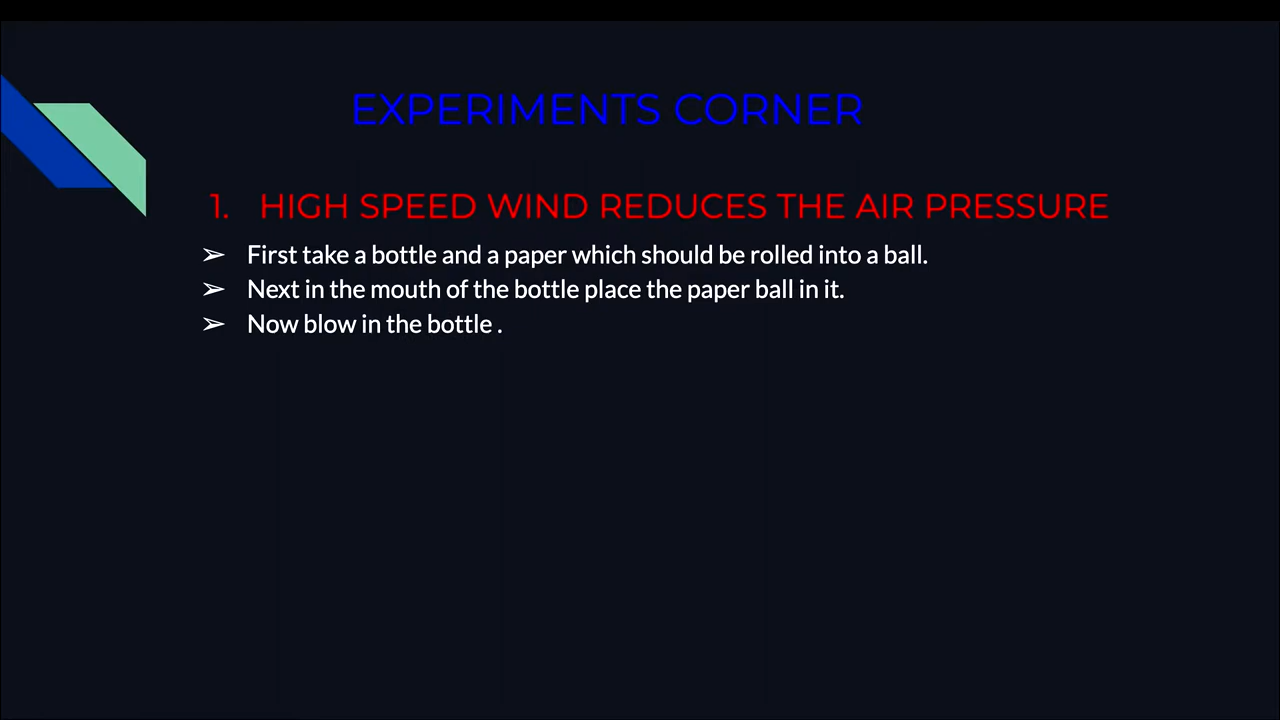 EXPERIMENTS CORNER
1. HIGH SPEED WIND REDUCES THE AIR PRESSURE
➢ First take a bottle and a paper which should be rolled into a ball.
➢ Next in the mouth of the bottle place the paper ball in it.
➢ Now blow in the bottle .